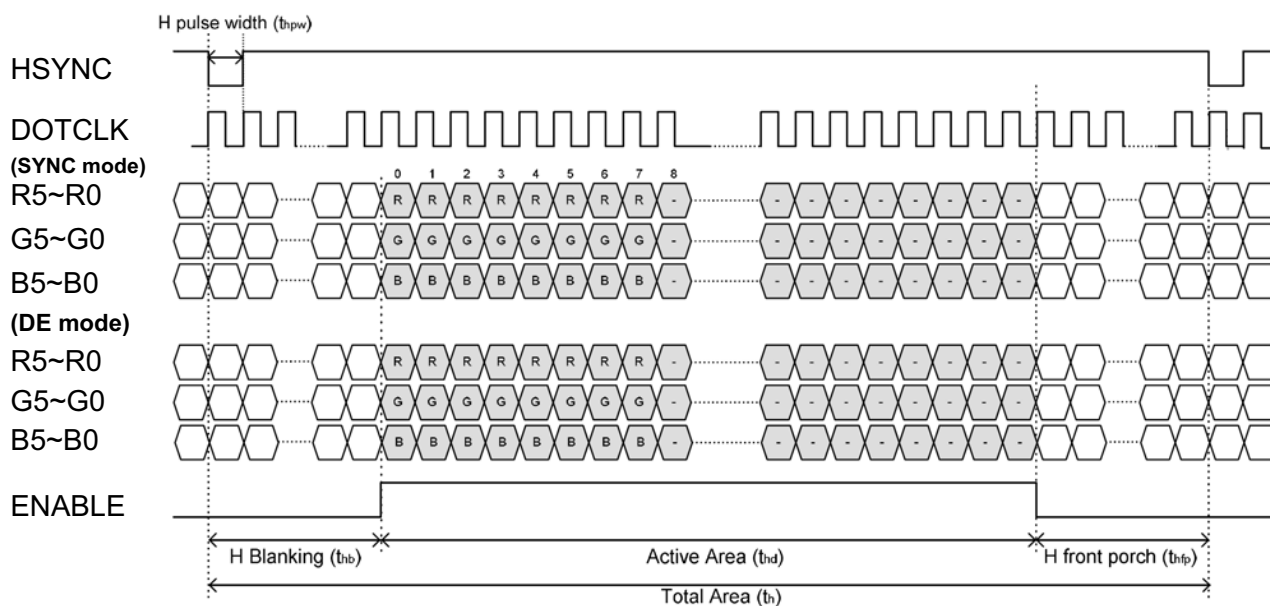 H pulse width (thpw)
HSYNC
DOTCLK
(SYNC mode)
0 1 2 3 4 5 6 7 8
R5~R0 R R R R R R R R - - - - - - - - -
G5~G0 G G G G G G G G - - - - - - - - -
B5~B0 B B B B B B B B - - - - - - - - -
(DE mode)
R5~R0 R R R R R R R R - - - - - - - - -
G5~G0 G G G G G G G G - - - - - - - - -
B5~B0 B B B B B B B B - - - - - - - - -
ENABLE
H Blanking (thb) Active Area (thd) H front porch (thfp)
Total Area (th)